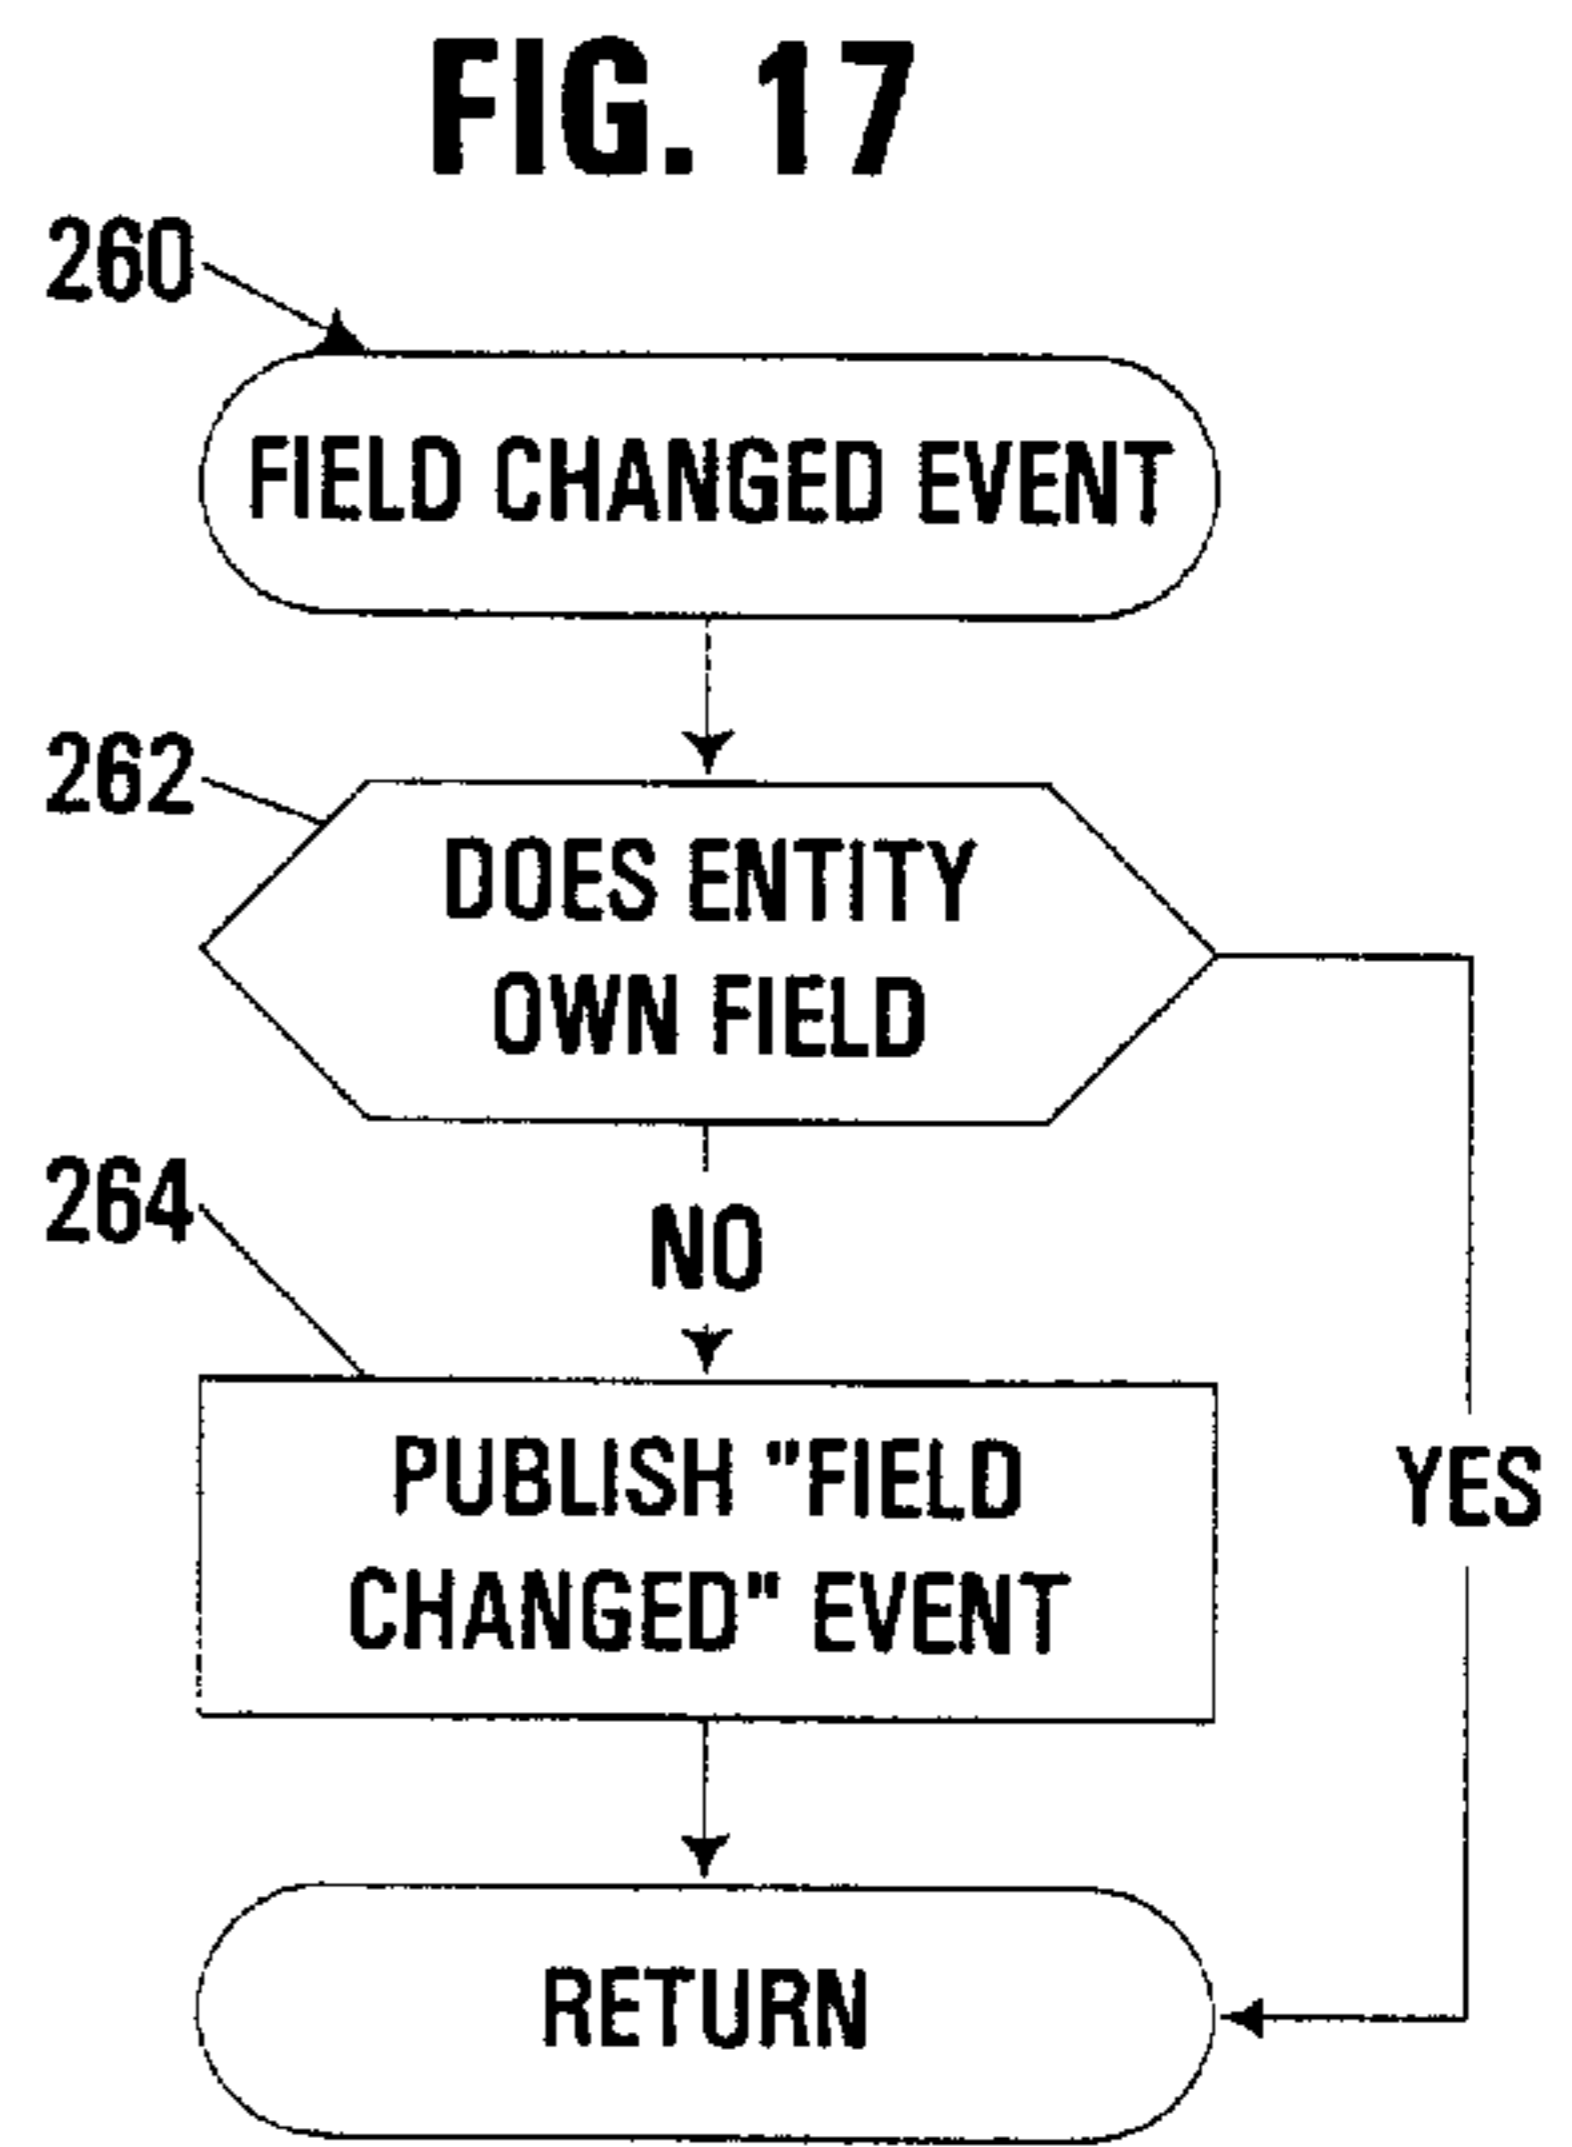 FIG. 17
260
FIELD CHANGED EVENT
262
DOES ENTITY
OWN FIELD
264
NO
PUBLISH "FIELD
CHANGED" EVENT
YES
RETURN